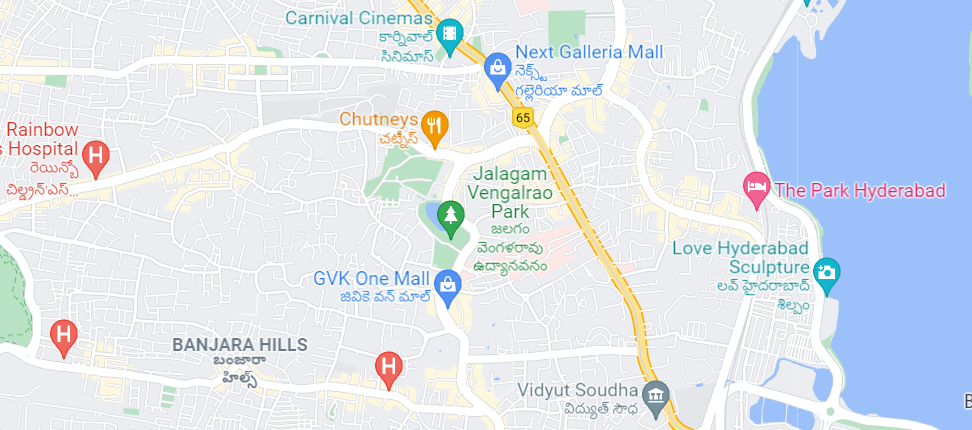 Carnival Cinemas
కార్నివాల్
సినిమాస్
Next Galleria Mall
నెక్స్ట్
గల్లెరియా మాల్
65
Chutneys
చట్నీస్
Rainbow
s Hospital
రెయిన్బో
చిల్డ్రన్'ఎస్...
Jalagam
Vengalrao
Park
జలగం
వెంగళరావు
ఉద్యానవనం
The Park Hyderabad
Love Hyderabad
Sculpture
లవ్ హైదరాబాద్
శిల్పం
GVK One Mall
జివికె వన్ మాల్
H
H
H
BANJARA HILLS
బంజారా
హిల్స్
Vidyut Soudha
విద్యుత్ సౌధ
B